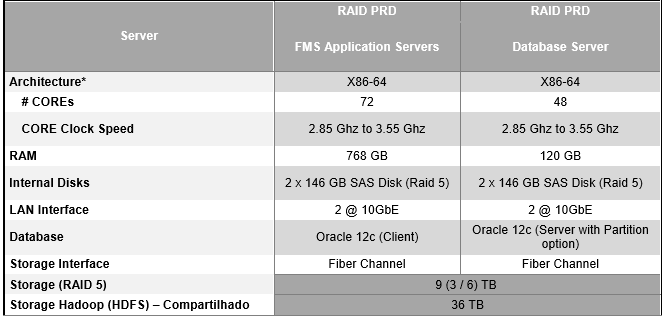 Server RAID PRD RAID PRD
FMS Application Servers Database Server
Architecture* X86-64 X86-64
# COREs 72 48
CORE Clock Speed 2.85 Ghz to 3.55 Ghz 2.85 Ghz to 3.55 Ghz
RAM 768 GB 120 GB
Internal Disks 2 x 146 GB SAS Disk (Raid 5) 2 x 146 GB SAS Disk (Raid 5)
LAN Interface 2 @ 10GbE 2 @ 10GbE
Database Oracle 12c (Client) Oracle 12c (Server with Partition
option)
Storage Interface Fiber Channel Fiber Channel
Storage (RAID 5) 9 (3 / 6) TB
Storage Hadoop (HDFS) – Compartilhado 36 TB